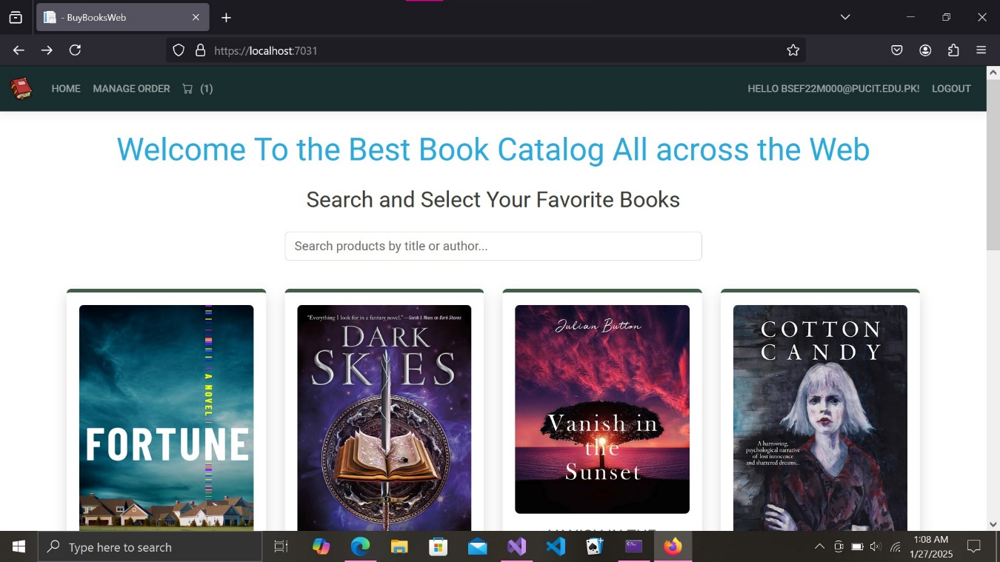 - BuyBooksWeb
https://localhost:7031
HOME MANAGE ORDER (1) HELLO BSEF22M000@PUCIT.EDU.PK! LOGOUT
Welcome To the Best Book Catalog All across the Web
Search and Select Your Favorite Books
Search products by title or author...
A NOVEL
FORTUNE
"Everything I look for in a fantasy novel." —Sarah J. Maas on Dark Shores
DARK
SKIES
Julian Button
Vanish in
the
Sunset
COTTON
CANDY
A harrowing,
psychological narrative
of lost innocence
and shattered dreams...
Type here to search
1:08 AM
1/27/2025